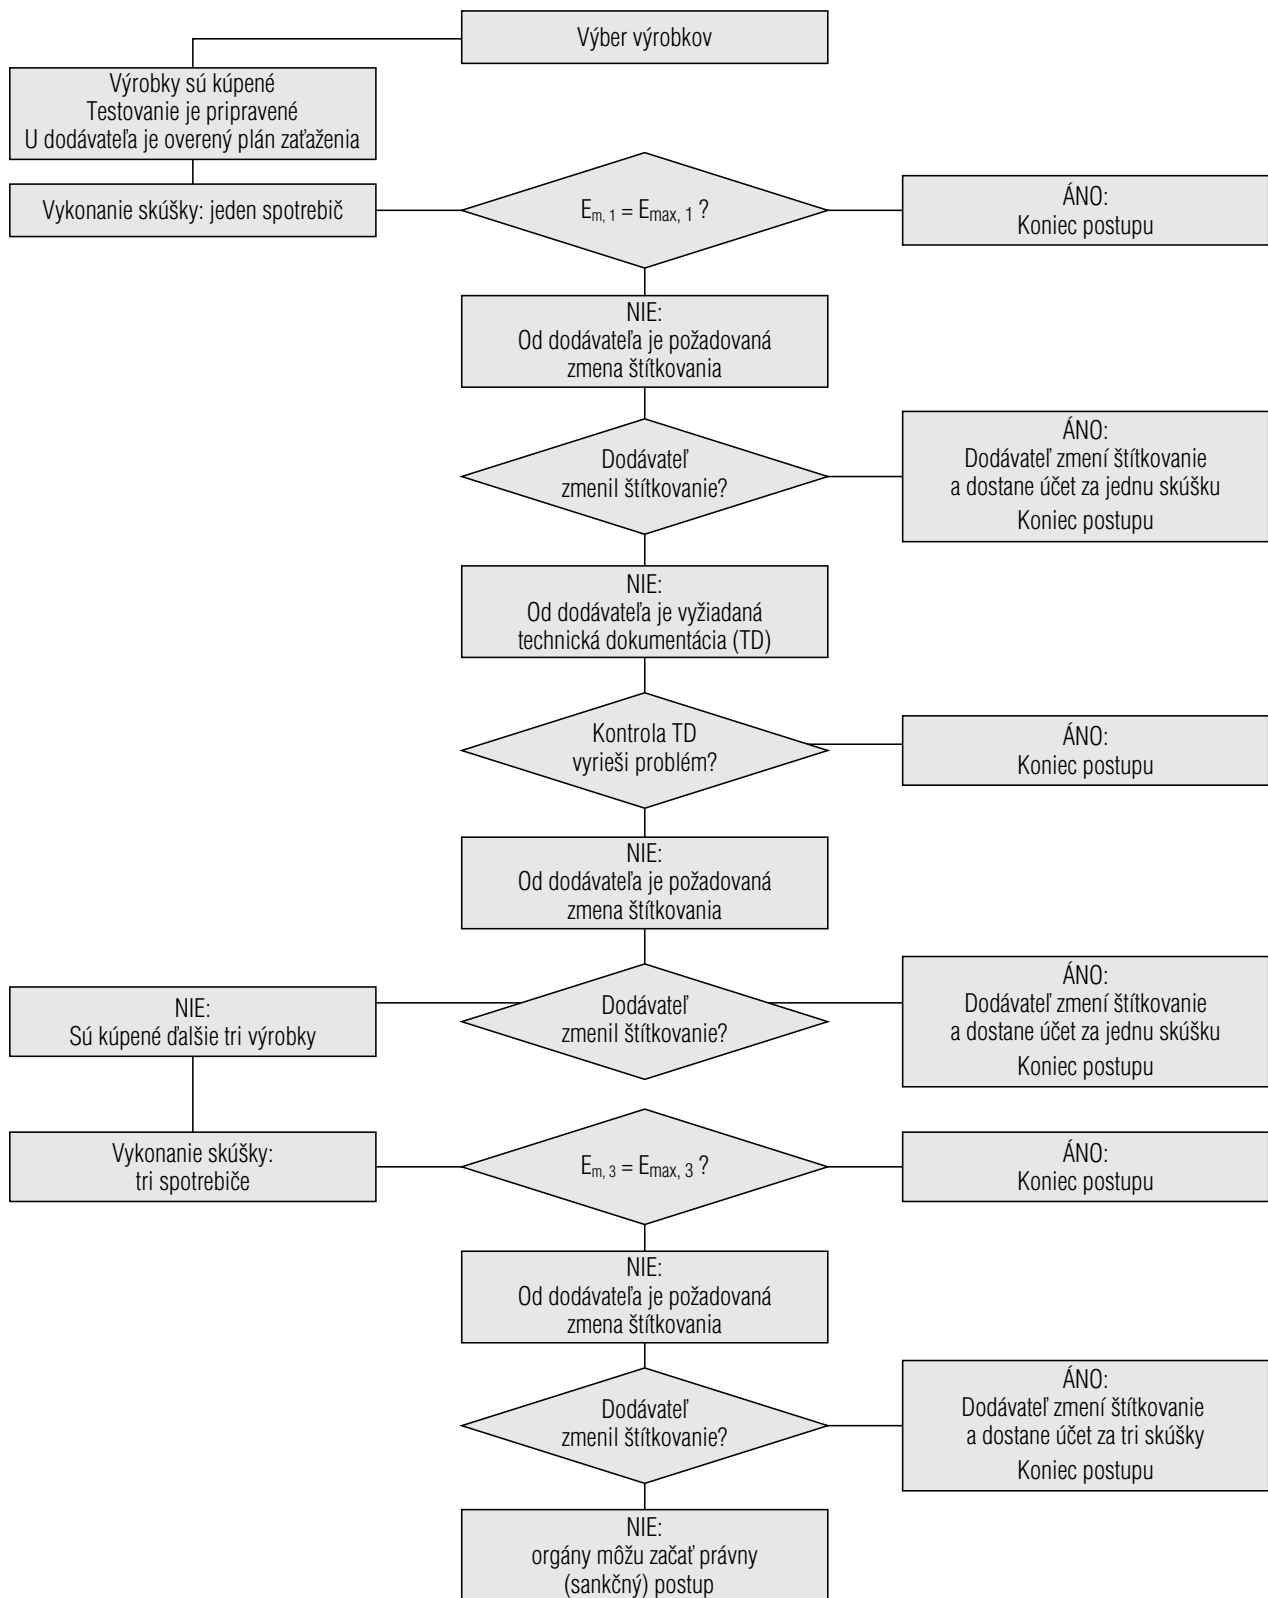 Výber výrobkov
Výrobky sú kúpené
Testovanie je pripravené
U dodávateľa je overený plán zaťaženia
Vykonanie skúšky: jeden spotrebič
Em, 1 = Emax, 1 ?
ÁNO:
Koniec postupu
NIE:
Od dodávateľa je požadovaná
zmena štítkovania
Dodávateľ
zmenil štítkovanie?
ÁNO:
Dodávateľ zmení štítkovanie
a dostane účet za jednu skúšku
Koniec postupu
NIE:
Od dodávateľa je vyžiadaná
technická dokumentácia (TD)
Kontrola TD
vyrieši problém?
ÁNO:
Koniec postupu
NIE:
Od dodávateľa je požadovaná
zmena štítkovania
NIE:
Sú kúpené ďalšie tri výrobky
Dodávateľ
zmenil štítkovanie?
ÁNO:
Dodávateľ zmení štítkovanie
a dostane účet za jednu skúšku
Koniec postupu
Vykonanie skúšky:
tri spotrebiče
Em, 3 = Emax, 3 ?
ÁNO:
Koniec postupu
NIE:
Od dodávateľa je požadovaná
zmena štítkovania
Dodávateľ
zmenil štítkovanie?
ÁNO:
Dodávateľ zmení štítkovanie
a dostane účet za tri skúšky
Koniec postupu
NIE:
orgány môžu začať právny
(sankčný) postup